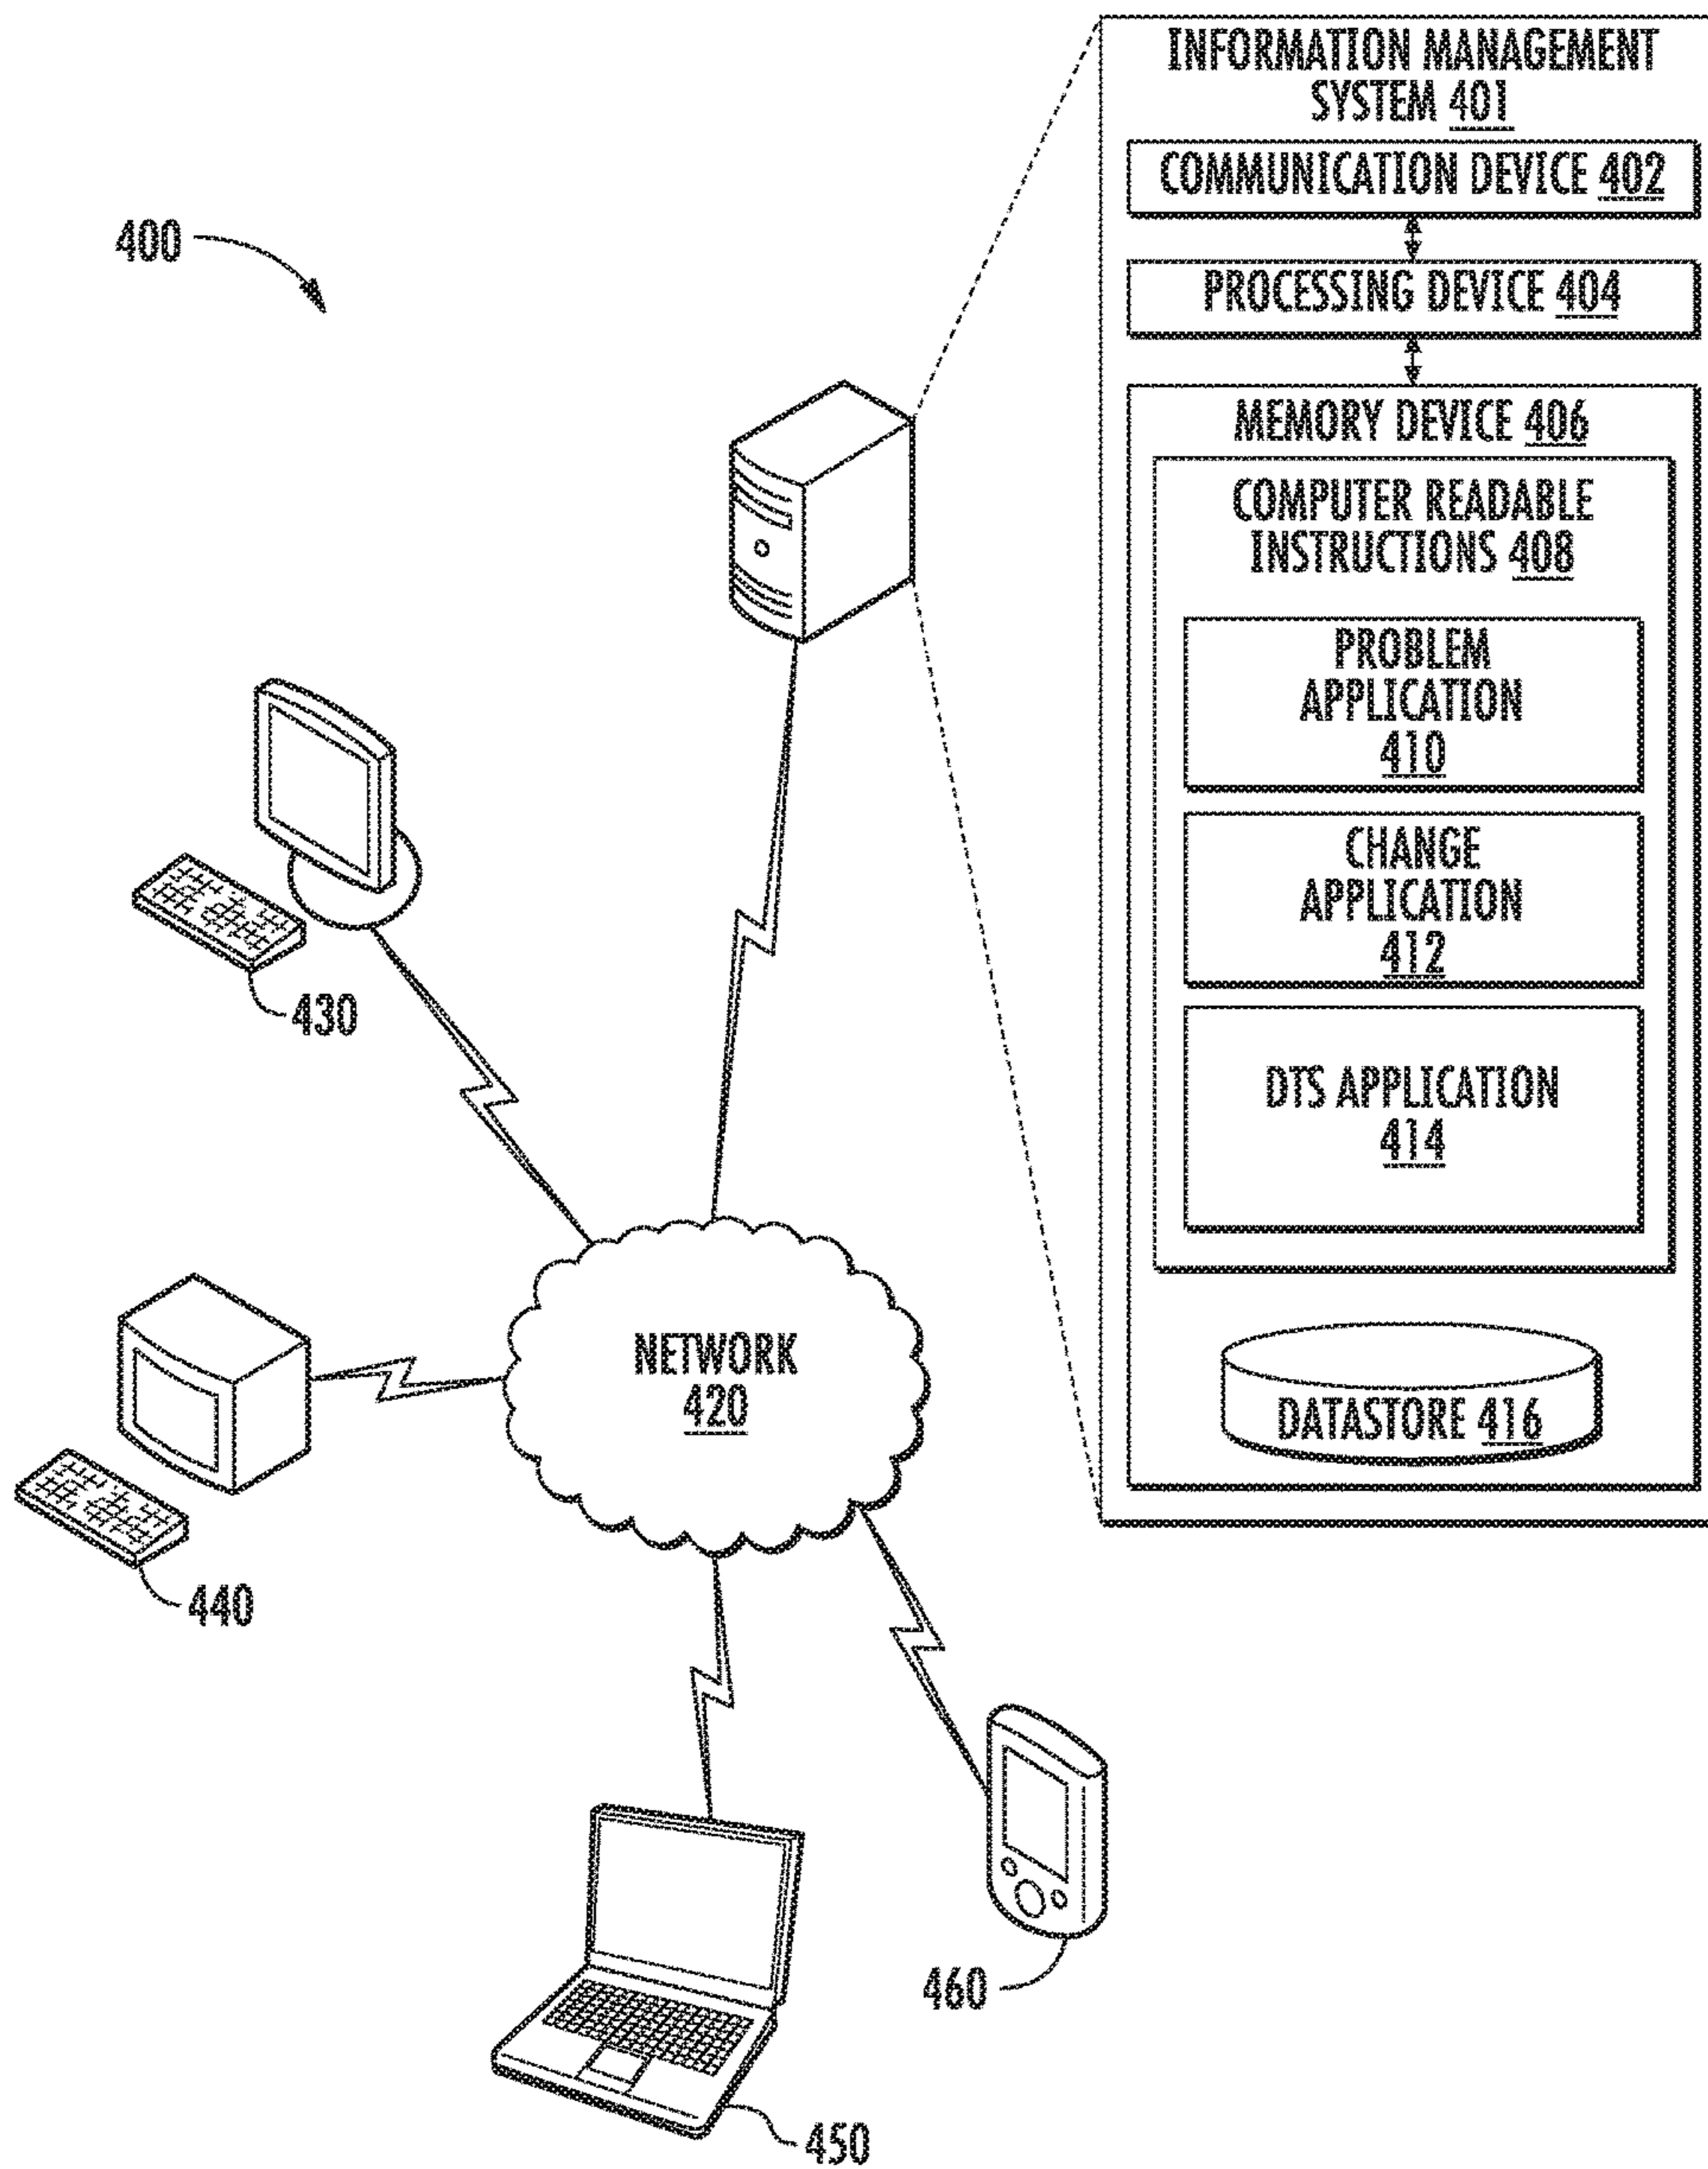 INFORMATION MANAGEMENT
SYSTEM 401
COMMUNICATION DEVICE 402
400
PROCESSING DEVICE 404
MEMORY DEVICE 406
COMPUTER READABLE
INSTRUCTIONS 408
PROBLEM
APPLICATION
410
CHANGE
APPLICATION
412
430
DTS APPLICATION
414
NETWORK
420
DATASTORE 416
440
460
450